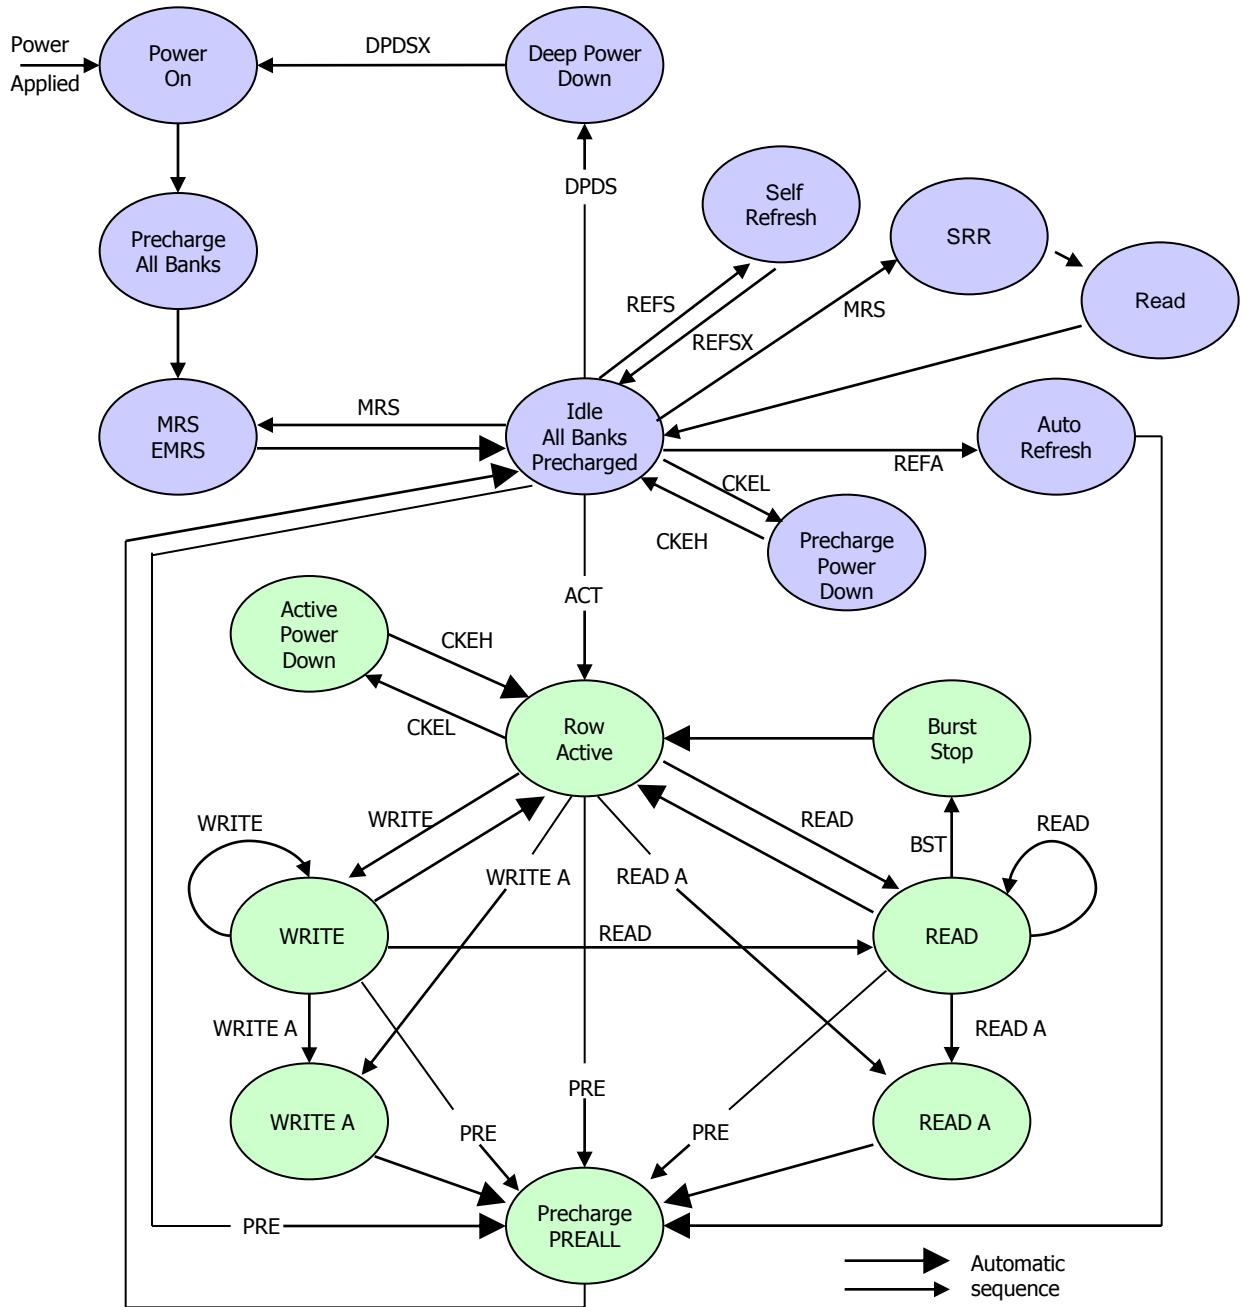 Power
Applied
Power
On
DPDSX
Deep Power
Down
DPDS
Self
Refresh
SRR
Read
Precharge
All Banks
REFS
REFSX
MRS
MRS
EMRS
MRS
Idle
All Banks
Precharged
Auto
Refresh
REFA
CKEL
CKEH
Precharge
Power
Down
ACT
Active
Power
Down
CKEH
CKEL
Row
Active
Burst
Stop
WRITE
WRITE
READ
BST
READ
WRITE A
READ A
WRITE
READ
READ
WRITE A
READ A
WRITE A
PRE
PRE
PRE
READ A
PRE
Precharge
PREALL
Automatic
sequence